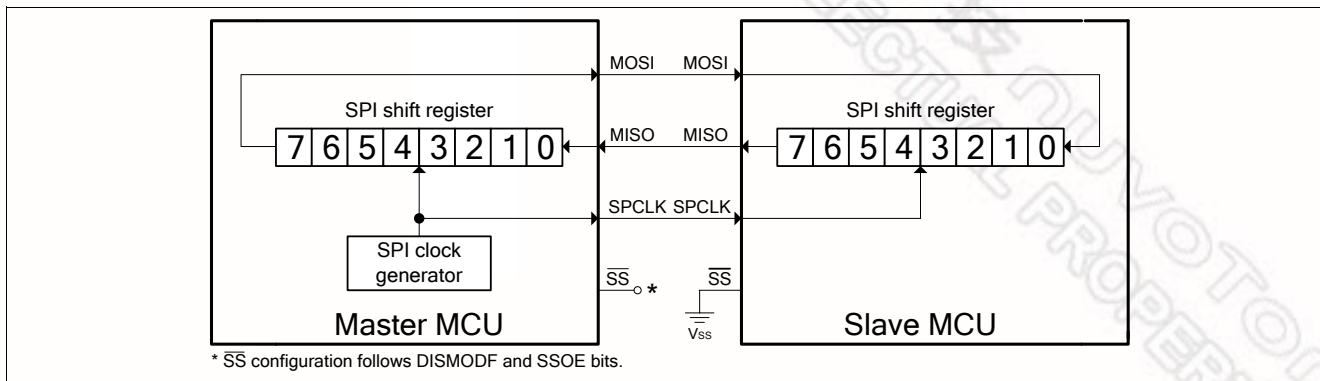 MOSI MOSI
SPI shift register SPI shift register
MISO MISO
7 6 5 4 3 2 1 0 7 6 5 4 3 2 1 0
SPCLK SPCLK
SPI clock
generator
SS * SS
Vss
Master MCU Slave MCU
* SS configuration follows DISMODF and SSOE bits.
nuvoTon
PROPER